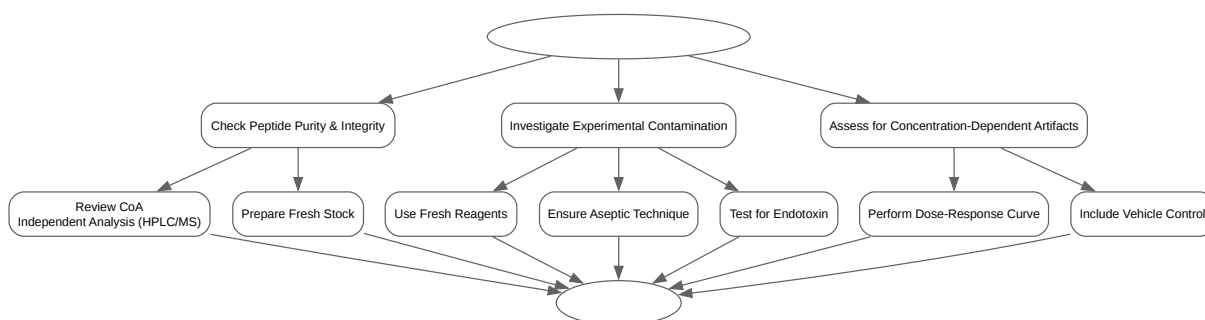 Check Peptide Purity & Integrity
Investigate Experimental Contamination
Assess for Concentration-Dependent Artifacts
Review CoA
Independent Analysis (HPLC/MS)
Prepare Fresh Stock
Use Fresh Reagents
Ensure Aseptic Technique
Test for Endotoxin
Perform Dose-Response Curve
Include Vehicle Control